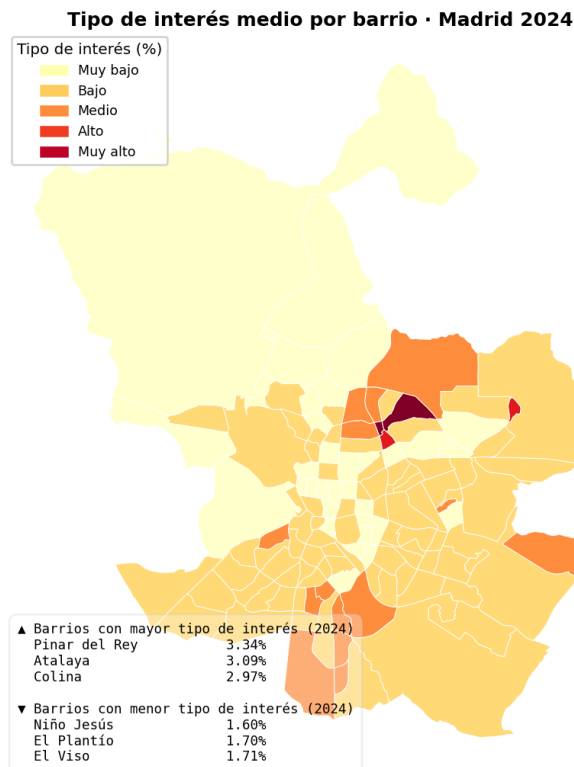 Tipo de interés medio por barrio · Madrid 2024
Tipo de interés (%)
Muy bajo
Bajo
Medio
Alto
Muy alto
▲ Barrios con mayor tipo de interés (2024)
Pinar del Rey 3.34%
Atalaya 3.09%
Colina 2.97%
▼ Barrios con menor tipo de interés (2024)
Niño Jesús 1.60%
El Plantío 1.70%
El Viso 1.71%